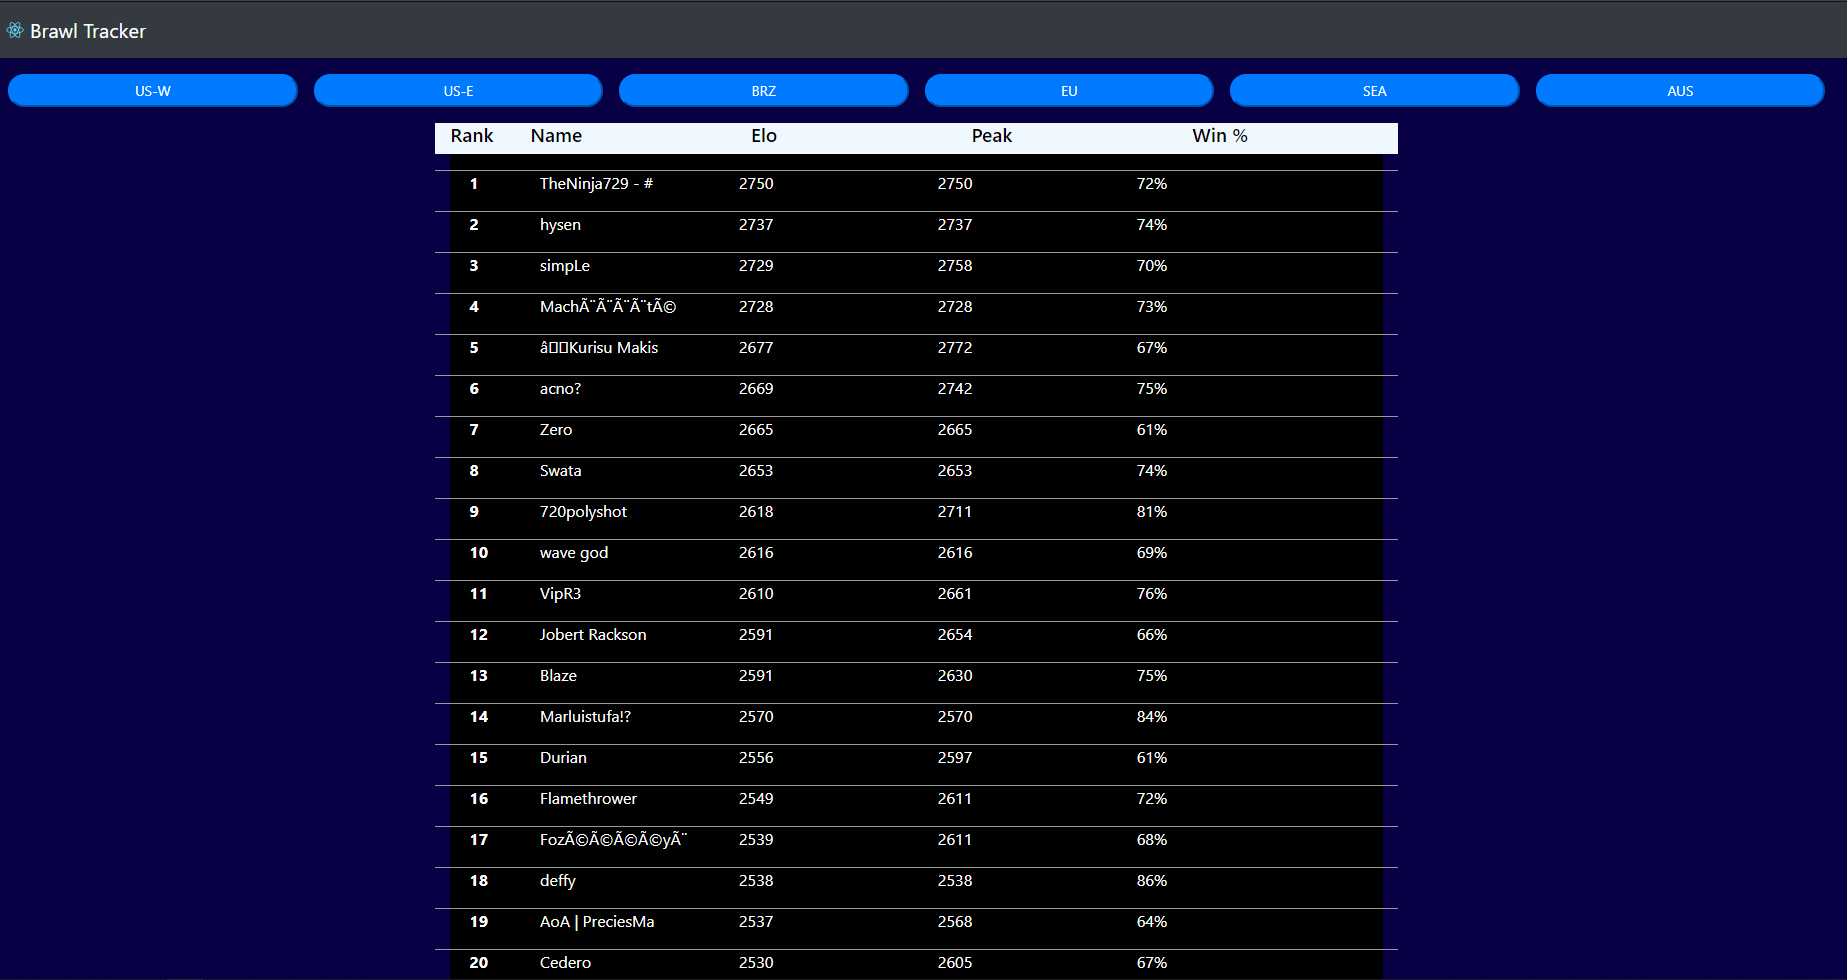 Brawl Tracker
US-W US-E BRZ EU SEA AUS
Rank Name Elo Peak Win %
1 TheNinja729 - # 2750 2750 72%
2 hysen 2737 2737 74%
3 simpLe 2729 2758 70%
4 MachÃ¨Ã¨Ã¨Ã¨tÃ© 2728 2728 73%
5 â▯▯Kurisu Makis 2677 2772 67%
6 acno? 2669 2742 75%
7 Zero 2665 2665 61%
8 Swata 2653 2653 74%
9 720polyshot 2618 2711 81%
10 wave god 2616 2616 69%
11 VipR3 2610 2661 76%
12 Jobert Rackson 2591 2654 66%
13 Blaze 2591 2630 75%
14 Marluistufa!? 2570 2570 84%
15 Durian 2556 2597 61%
16 Flamethrower 2549 2611 72%
17 FozÃ©Ã©Ã©Ã©yÃ¨ 2539 2611 68%
18 deffy 2538 2538 86%
19 AoA | PreciesMa 2537 2568 64%
20 Cedero 2530 2605 67%